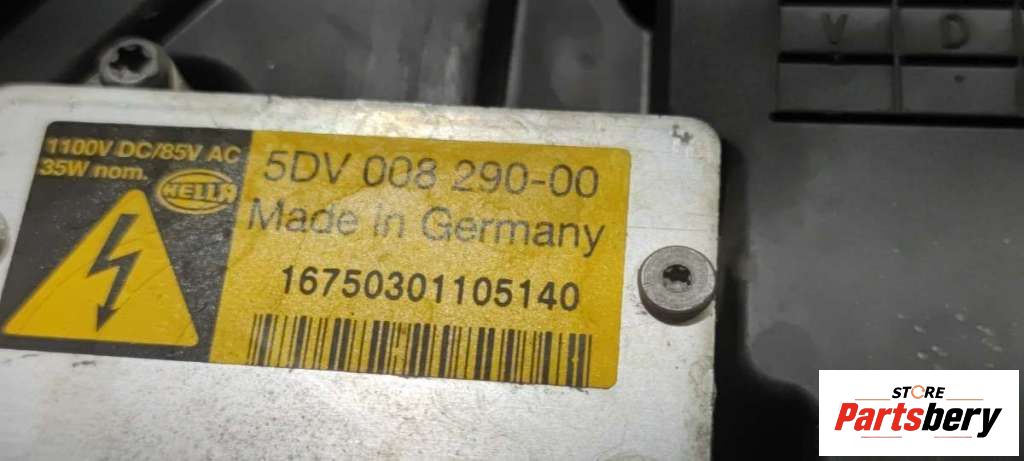 V D
1100V DC/85V AC
35W nom.
HELLA
5DV 008 290-00
Made in Germany
16750301105140
STORE
Partsbery